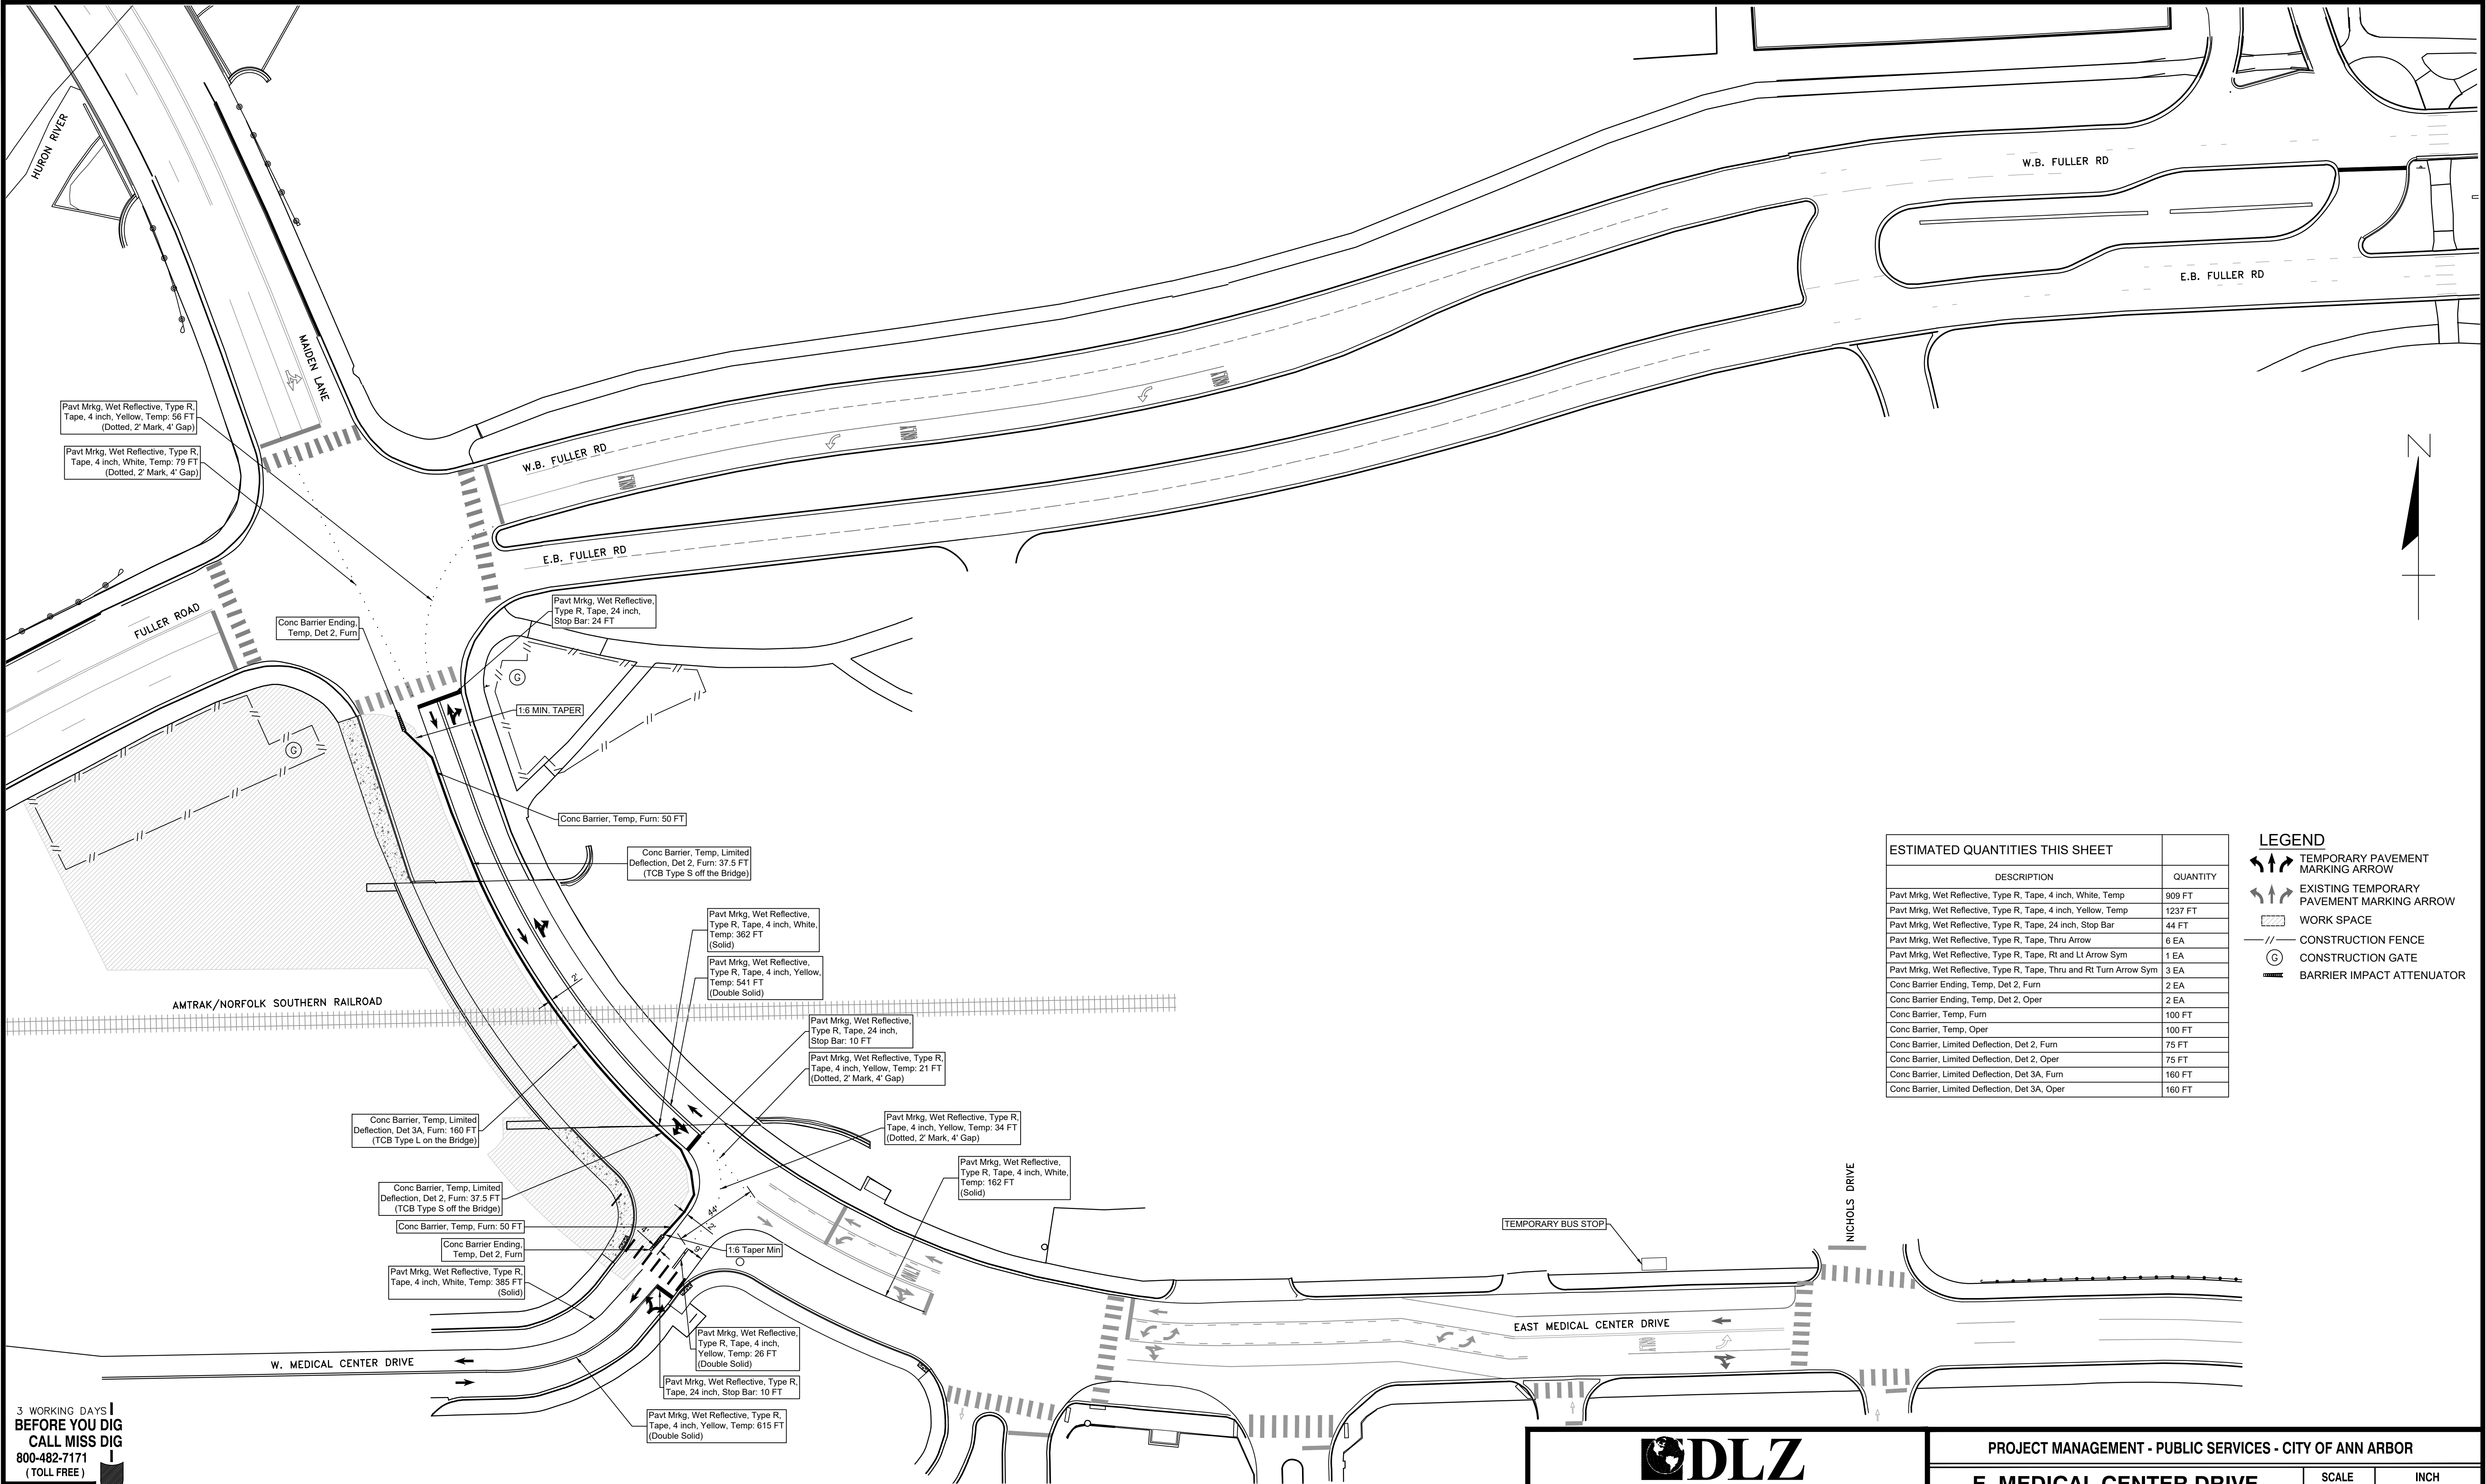 HURON RIVER
MAIDEN LANE
W.B. FULLER RD
E.B. FULLER RD
Pavt Mrkg, Wet Reflective, Type R,
Tape, 4 inch, Yellow, Temp: 56 FT
(Dotted, 2' Mark, 4' Gap)
Pavt Mrkg, Wet Reflective, Type R,
Tape, 4 inch, White, Temp: 79 FT
(Dotted, 2' Mark, 4' Gap)
W.B. FULLER RD
E.B. FULLER RD
N
FULLER ROAD
Conc Barrier Ending,
Temp, Det 2, Furn
Pavt Mrkg, Wet Reflective,
Type R, Tape, 24 inch,
Stop Bar: 24 FT
G
1:6 MIN. TAPER
G
Conc Barrier, Temp, Furn: 50 FT
Conc Barrier, Temp, Limited
Deflection, Det 2, Furn: 37.5 FT
(TCB Type S off the Bridge)
Pavt Mrkg, Wet Reflective,
Type R, Tape, 4 inch, White,
Temp: 362 FT
(Solid)
Pavt Mrkg, Wet Reflective,
Type R, Tape, 4 inch, Yellow,
Temp: 541 FT
(Double Solid)
2'
AMTRAK/NORFOLK SOUTHERN RAILROAD
Pavt Mrkg, Wet Reflective,
Type R, Tape, 24 inch,
Stop Bar: 10 FT
Pavt Mrkg, Wet Reflective, Type R,
Tape, 4 inch, Yellow, Temp: 21 FT
(Dotted, 2' Mark, 4' Gap)
Conc Barrier, Temp, Limited
Deflection, Det 3A, Furn: 160 FT
(TCB Type L on the Bridge)
Pavt Mrkg, Wet Reflective, Type R,
Tape, 4 inch, Yellow, Temp: 34 FT
(Dotted, 2' Mark, 4' Gap)
Pavt Mrkg, Wet Reflective,
Type R, Tape, 4 inch, White,
Temp: 162 FT
(Solid)
Conc Barrier, Temp, Limited
Deflection, Det 2, Furn: 37.5 FT
(TCB Type S off the Bridge)
Conc Barrier, Temp, Furn: 50 FT
Conc Barrier Ending,
Temp, Det 2, Furn
44'
2'
4'
9'
1:6 Taper Min
Pavt Mrkg, Wet Reflective, Type R,
Tape, 4 inch, White, Temp: 385 FT
(Solid)
Pavt Mrkg, Wet Reflective,
Type R, Tape, 4 inch,
Yellow, Temp: 26 FT
(Double Solid)
Pavt Mrkg, Wet Reflective, Type R,
Tape, 24 inch, Stop Bar: 10 FT
Pavt Mrkg, Wet Reflective, Type R,
Tape, 4 inch, Yellow, Temp: 615 FT
(Double Solid)
W. MEDICAL CENTER DRIVE
TEMPORARY BUS STOP
NICHOLS DRIVE
EAST MEDICAL CENTER DRIVE
ESTIMATED QUANTITIES THIS SHEET
DESCRIPTION QUANTITY
Pavt Mrkg, Wet Reflective, Type R, Tape, 4 inch, White, Temp 909 FT
Pavt Mrkg, Wet Reflective, Type R, Tape, 4 inch, Yellow, Temp 1237 FT
Pavt Mrkg, Wet Reflective, Type R, Tape, 24 inch, Stop Bar 44 FT
Pavt Mrkg, Wet Reflective, Type R, Tape, Thru Arrow 6 EA
Pavt Mrkg, Wet Reflective, Type R, Tape, Rt and Lt Arrow Sym 1 EA
Pavt Mrkg, Wet Reflective, Type R, Tape, Thru and Rt Turn Arrow Sym 3 EA
Conc Barrier Ending, Temp, Det 2, Furn 2 EA
Conc Barrier Ending, Temp, Det 2, Oper 2 EA
Conc Barrier, Temp, Furn 100 FT
Conc Barrier, Temp, Oper 100 FT
Conc Barrier, Limited Deflection, Det 2, Furn 75 FT
Conc Barrier, Limited Deflection, Det 2, Oper 75 FT
Conc Barrier, Limited Deflection, Det 3A, Furn 160 FT
Conc Barrier, Limited Deflection, Det 3A, Oper 160 FT
LEGEND
TEMPORARY PAVEMENT
MARKING ARROW
EXISTING TEMPORARY
PAVEMENT MARKING ARROW
WORK SPACE
CONSTRUCTION FENCE
G CONSTRUCTION GATE
BARRIER IMPACT ATTENUATOR
3 WORKING DAYS
BEFORE YOU DIG
CALL MISS DIG
800-482-7171
( TOLL FREE )
DLZ
PROJECT MANAGEMENT - PUBLIC SERVICES - CITY OF ANN ARBOR
E. MEDICAL CENTER DRIVE
SCALE
INCH